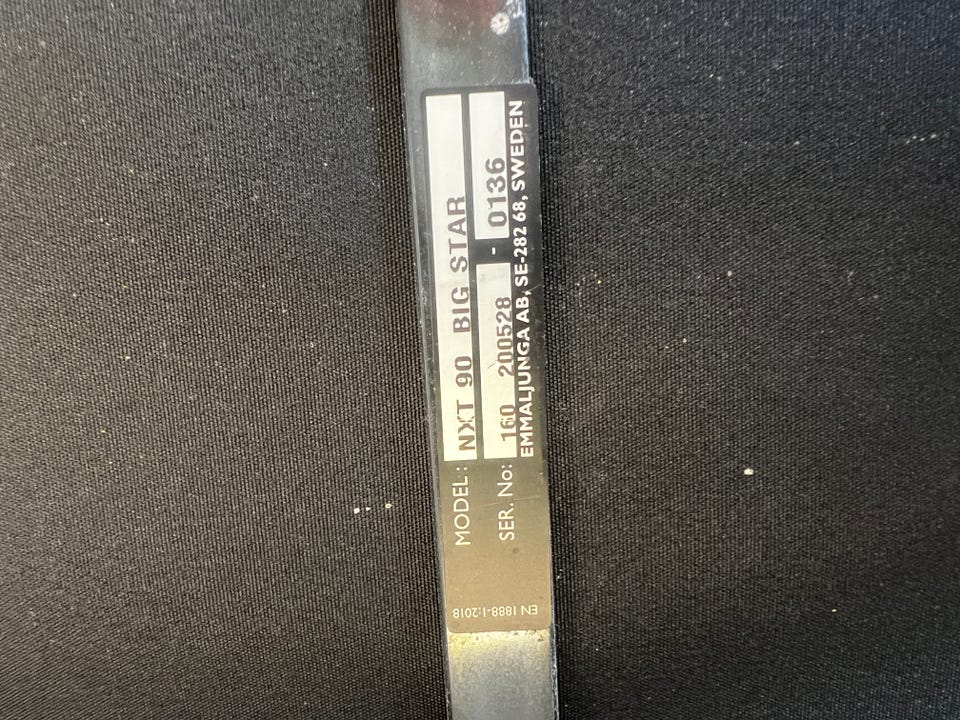 MODEL: NXT 90 BIG STAR
SER. No: 160 200528 - 0136
EMMALJUNGA AB, SE-282 68, SWEDEN
EN 1888-1:2018